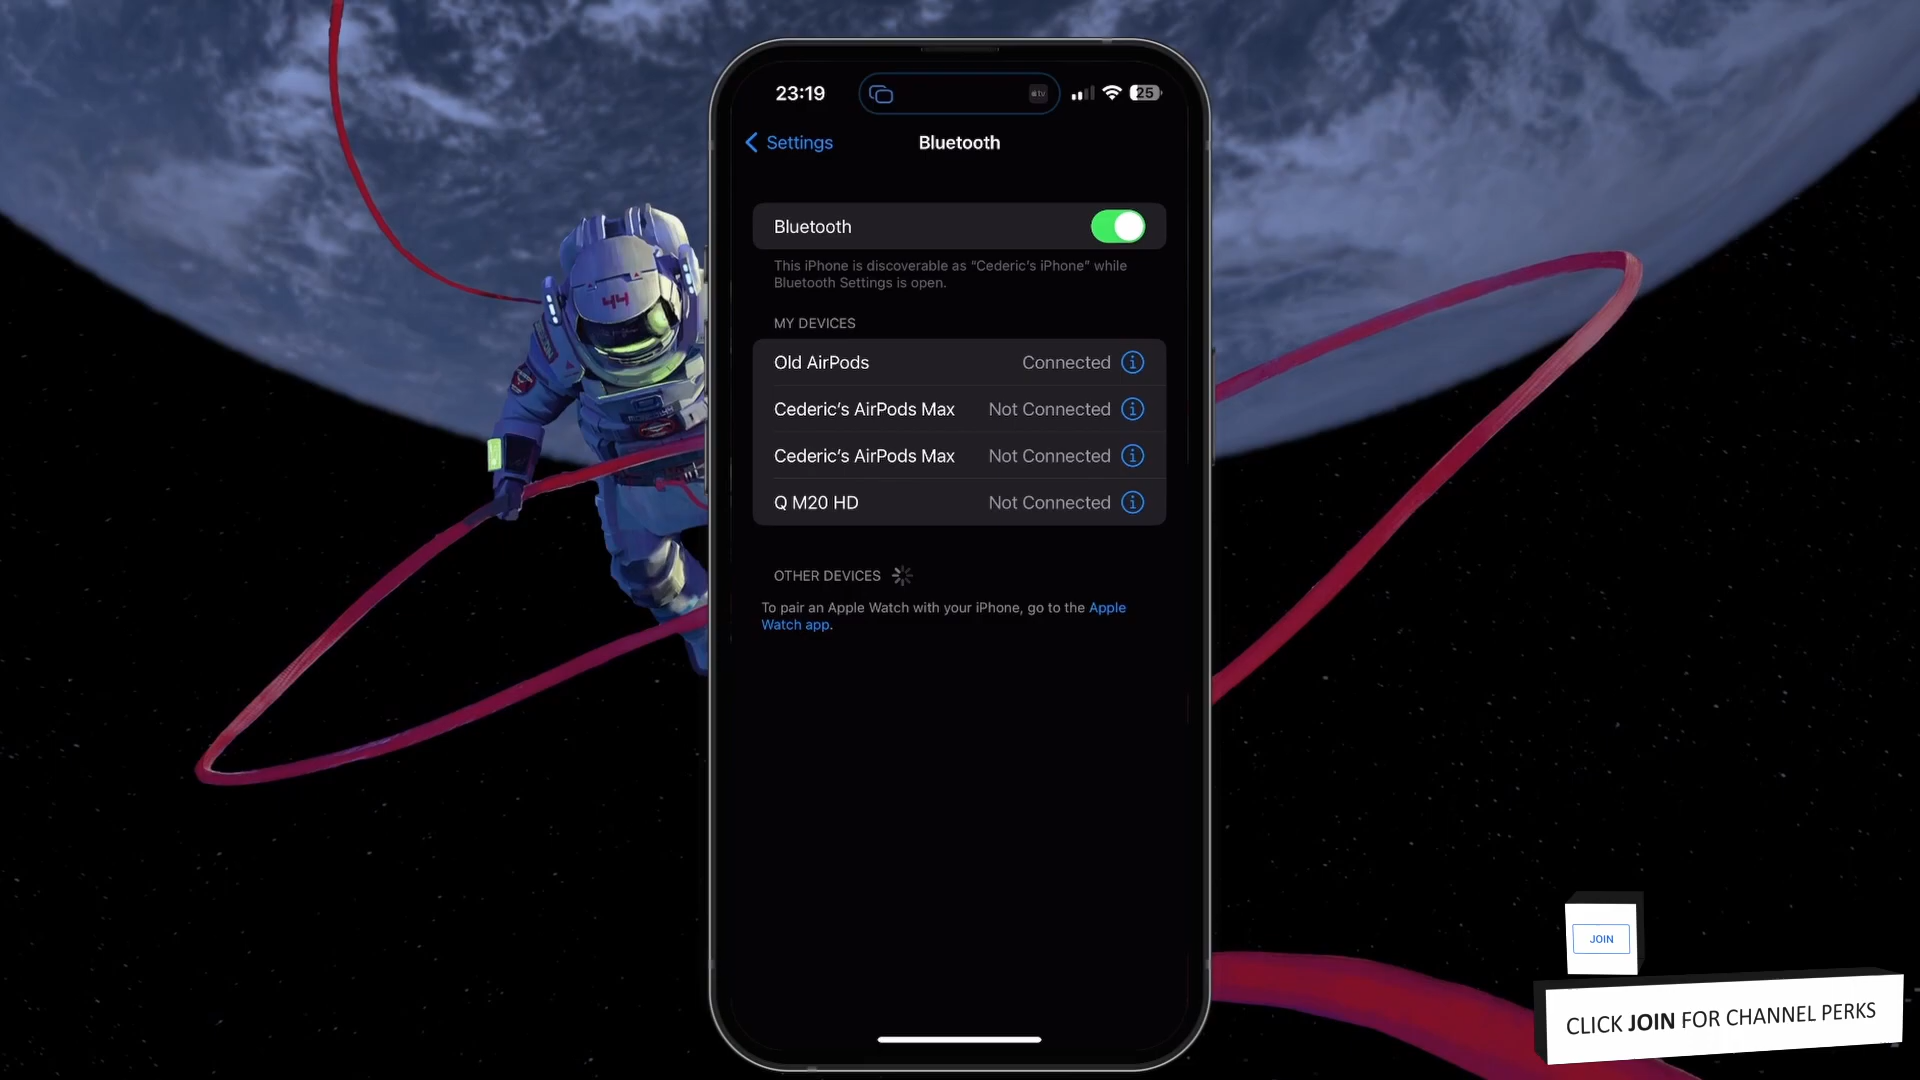 23:19
tv
25
Settings
Bluetooth
Bluetooth
This iPhone is discoverable as “Cederic’s iPhone” while
Bluetooth Settings is open.
MY DEVICES
Old AirPods Connected
Cederic’s AirPods Max Not Connected
Cederic’s AirPods Max Not Connected
Q M20 HD Not Connected
OTHER DEVICES
To pair an Apple Watch with your iPhone, go to the Apple
Watch app.
44
JOIN
CLICK JOIN FOR CHANNEL PERKS